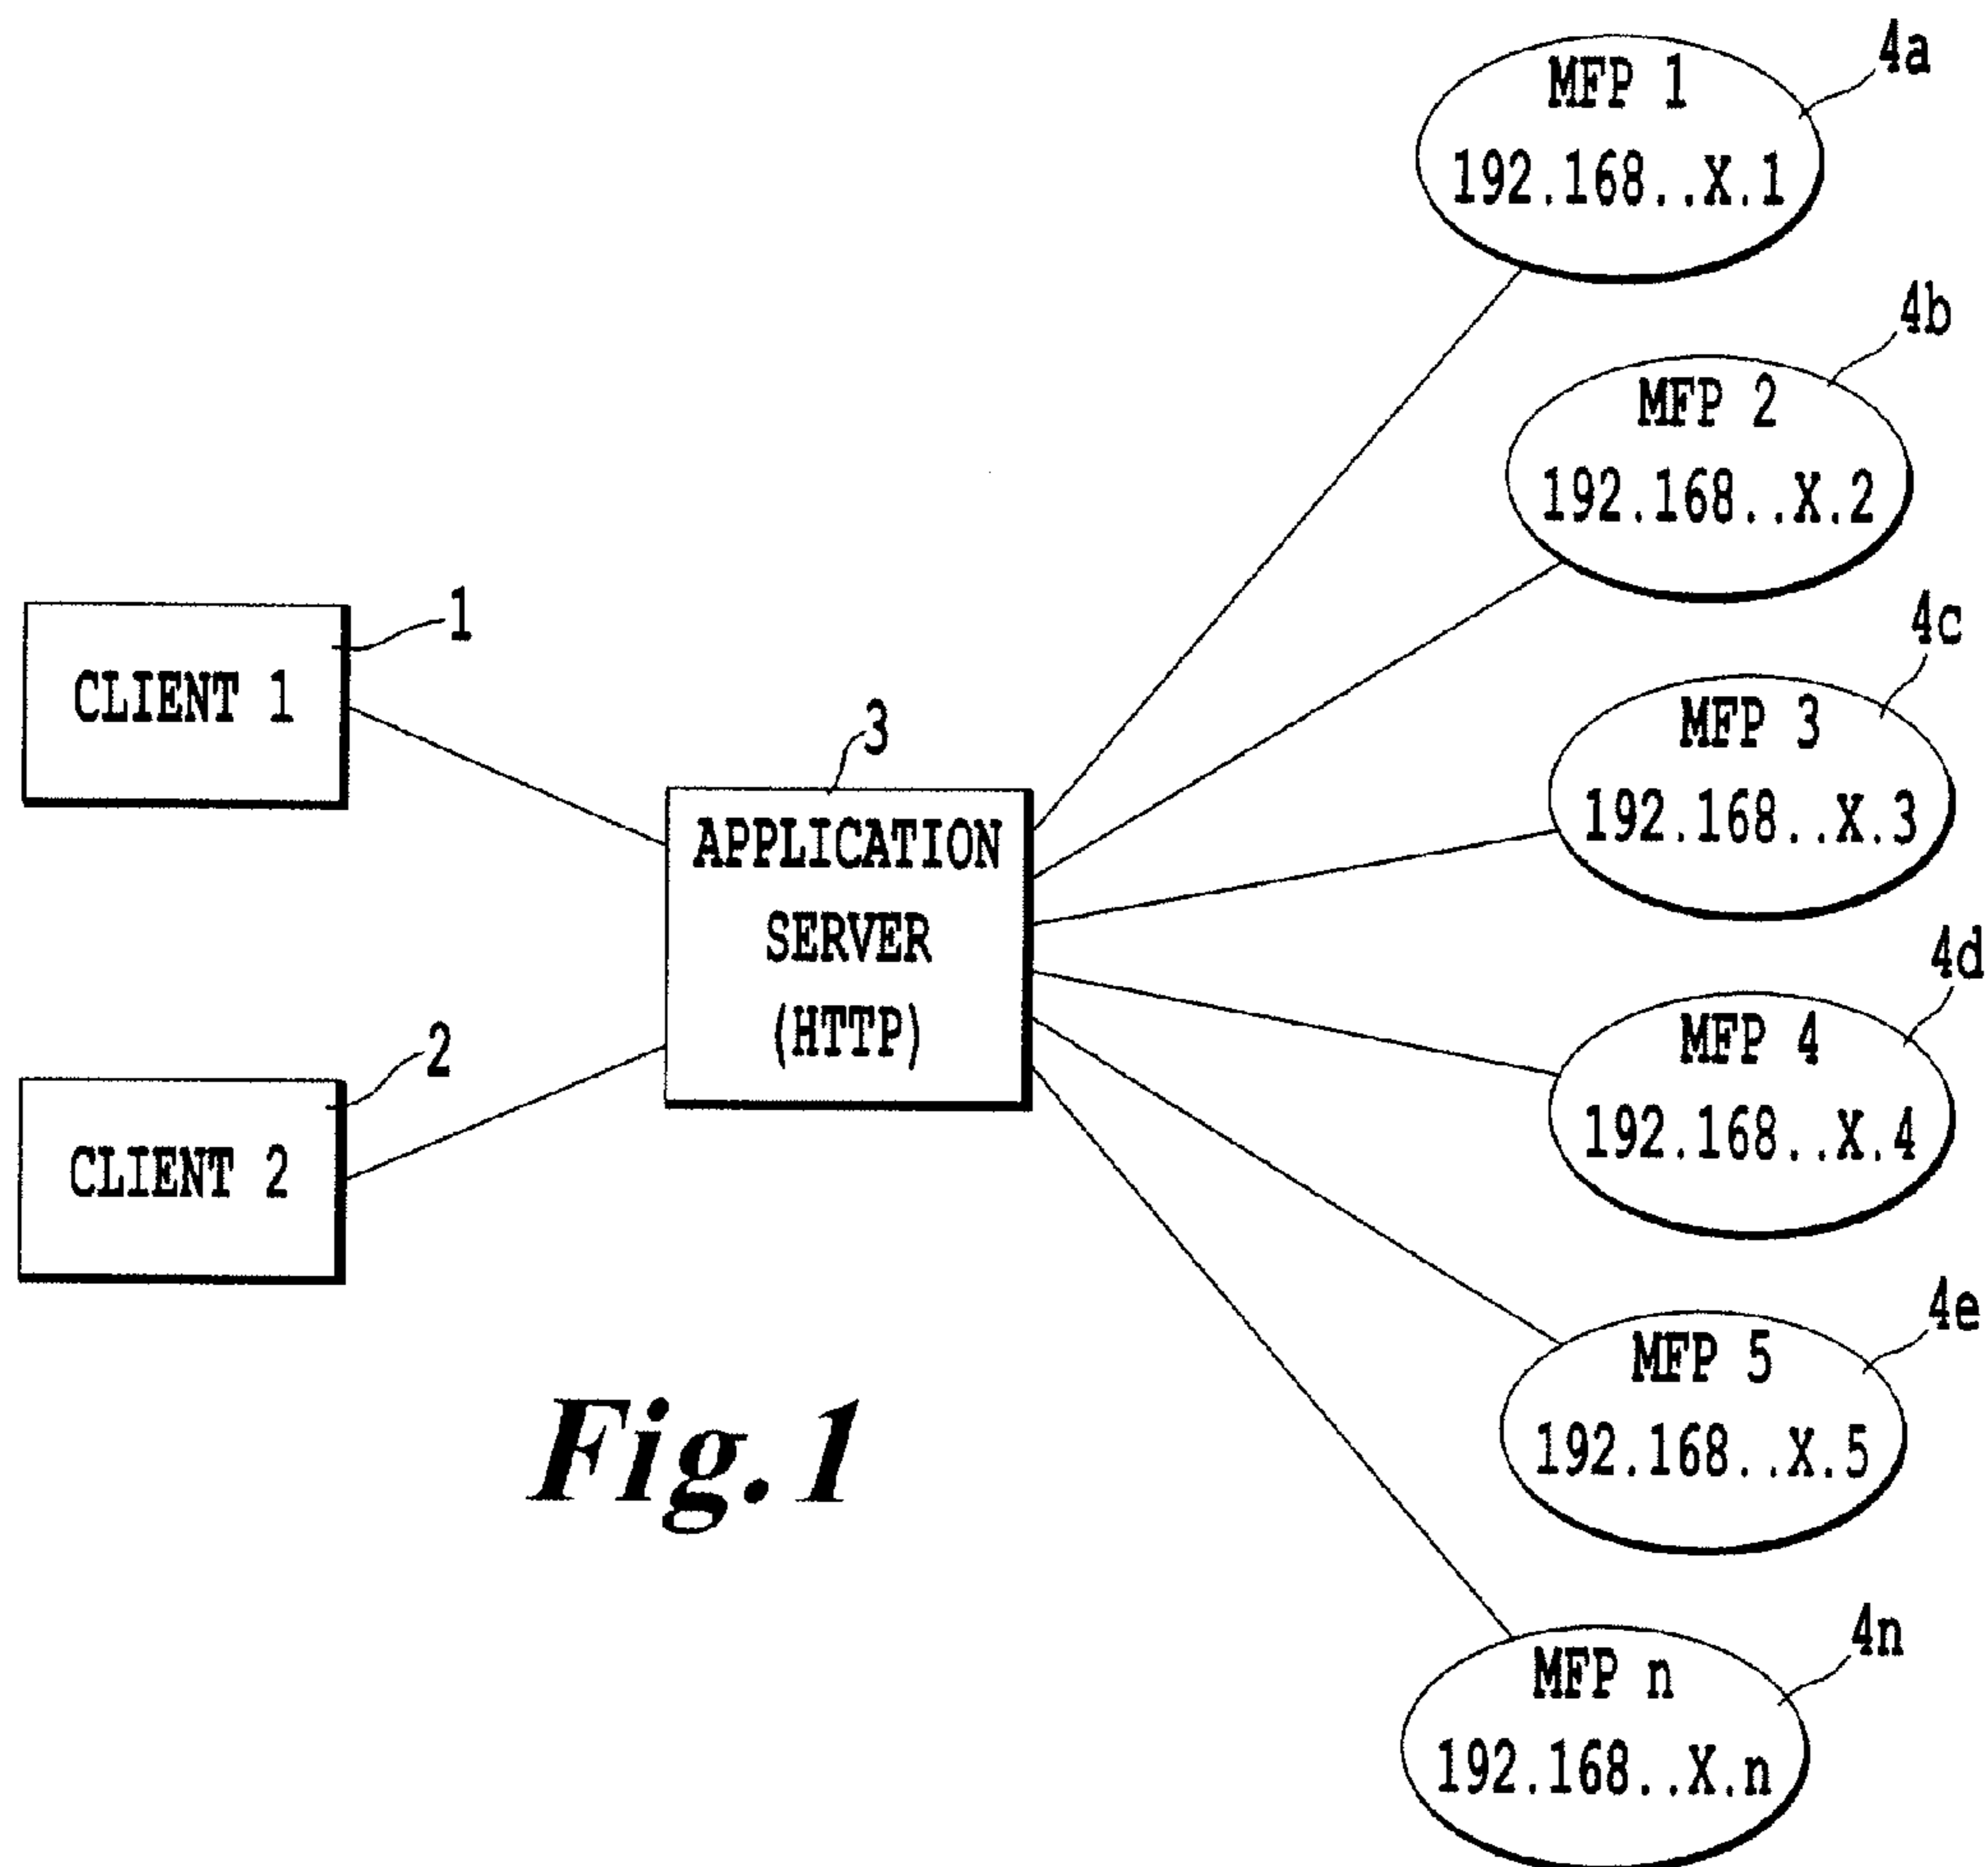 MFP 1
192.168..X.1
4a
MFP 2
192.168..X.2
4b
MFP 3
192.168..X.3
4c
MFP 4
192.168..X.4
4d
MFP 5
192.168..X.5
4e
MFP n
192.168..X.n
4n
CLIENT 1
1
CLIENT 2
2
3
APPLICATION
SERVER
(HTTP)
Fig.1